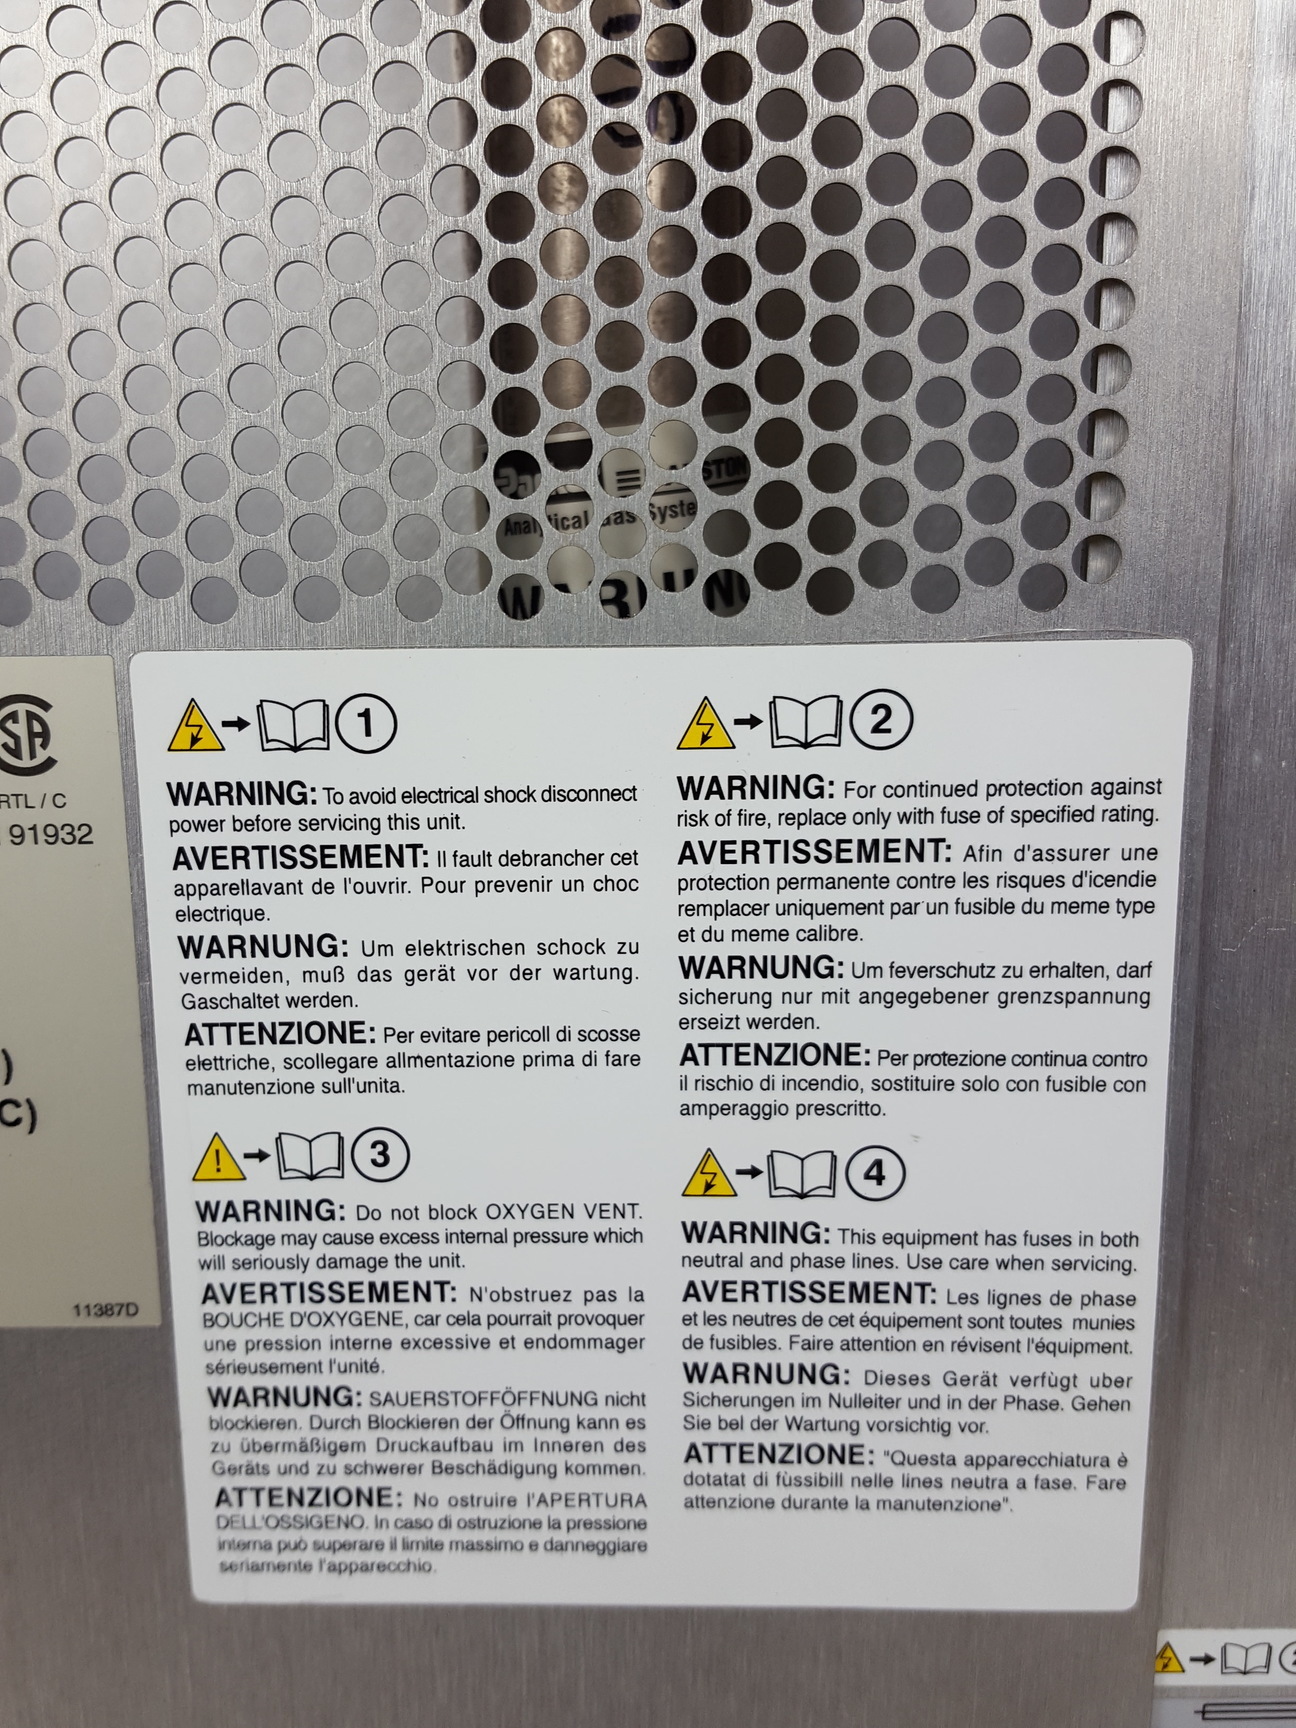 Analytical Gas Syste
SA
RTL / C
91932
)
C)
11387D
1
WARNING: To avoid electrical shock disconnect
power before servicing this unit.
AVERTISSEMENT: Il fault debrancher cet
apparellavant de l'ouvrir. Pour prevenir un choc
electrique.
WARNUNG: Um elektrischen schock zu
vermeiden, muß das gerät vor der wartung.
Gaschaltet werden.
ATTENZIONE: Per evitare pericoll di scosse
elettriche, scollegare allmentazione prima di fare
manutenzione sull'unita.
3
WARNING: Do not block OXYGEN VENT.
Blockage may cause excess internal pressure which
will seriously damage the unit.
AVERTISSEMENT: N'obstruez pas la
BOUCHE D'OXYGENE, car cela pourrait provoquer
une pression interne excessive et endommager
sérieusement l'unité.
WARNUNG: SAUERSTOFFÖFFNUNG nicht
blockieren. Durch Blockieren der Öffnung kann es
zu übermäßigem Druckaufbau im Inneren des
Geräts und zu schwerer Beschädigung kommen.
ATTENZIONE: No ostruire l'APERTURA
DELL'OSSIGENO. In caso di ostruzione la pressione
interna può superare il limite massimo e danneggiare
seriamente l'apparecchio.
2
WARNING: For continued protection against
risk of fire, replace only with fuse of specified rating.
AVERTISSEMENT: Afin d'assurer une
protection permanente contre les risques d'icendie
remplacer uniquement par un fusible du meme type
et du meme calibre.
WARNUNG: Um feverschutz zu erhalten, darf
sicherung nur mit angegebener grenzspannung
erseizt werden.
ATTENZIONE: Per protezione continua contro
il rischio di incendio, sostituire solo con fusible con
amperaggio prescritto.
4
WARNING: This equipment has fuses in both
neutral and phase lines. Use care when servicing.
AVERTISSEMENT: Les lignes de phase
et les neutres de cet équipement sont toutes munies
de fusibles. Faire attention en révisent l'équipment.
WARNUNG: Dieses Gerät verfùgt uber
Sicherungen im Nulleiter und in der Phase. Gehen
Sie bel der Wartung vorsichtig vor.
ATTENZIONE: "Questa apparecchiatura è
dotatat di fùssibill nelle lines neutra a fase. Fare
attenzione durante la manutenzione".